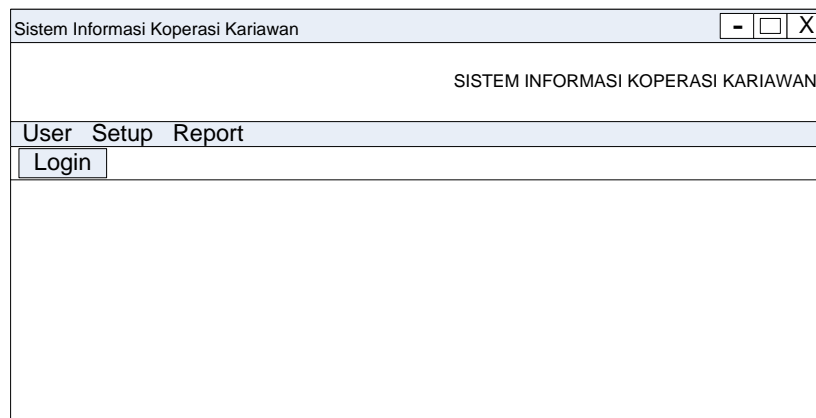 Sistem Informasi Koperasi Kariawan - X
SISTEM INFORMASI KOPERASI KARIAWAN
User Setup Report
Login